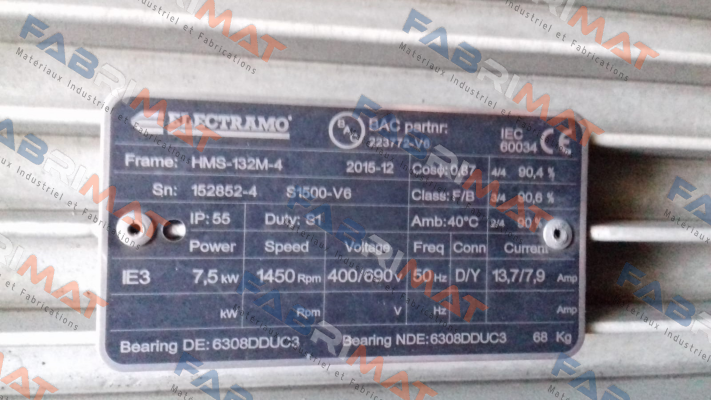 ELECTRAMO BAC BAC partnr: 223772-V6 IEC 60034 CE
Frame: HMS-132M-4 2015-12 Cosφ: 0,87 4/4 90,4 %
Sn: 152852-4 S1500-V6 Class: F/B 3/4 90,6 %
IP: 55 Duty: S1 Amb: 40°C 2/4
Power Speed Voltage Freq Conn Current
IE3 7,5 kW 1450 Rpm 400/690V 50 Hz D/Y 13,7/7,9 Amp
kW Rpm V Hz Amp
Bearing DE: 6308DDUC3 Bearing NDE: 6308DDUC3 68 Kg
FABRIMAT
Materiaux Industriel et Fabrications